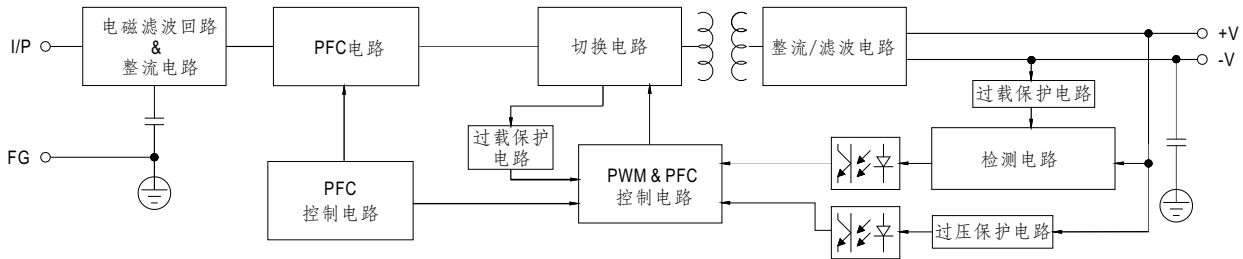 I/P
电磁滤波回路
&
整流电路
PFC电路
切换电路
整流/滤波电路
+V
-V
过载保护电路
过载保护
电路
检测电路
FG
PFC
控制电路
PWM & PFC
控制电路
过压保护电路